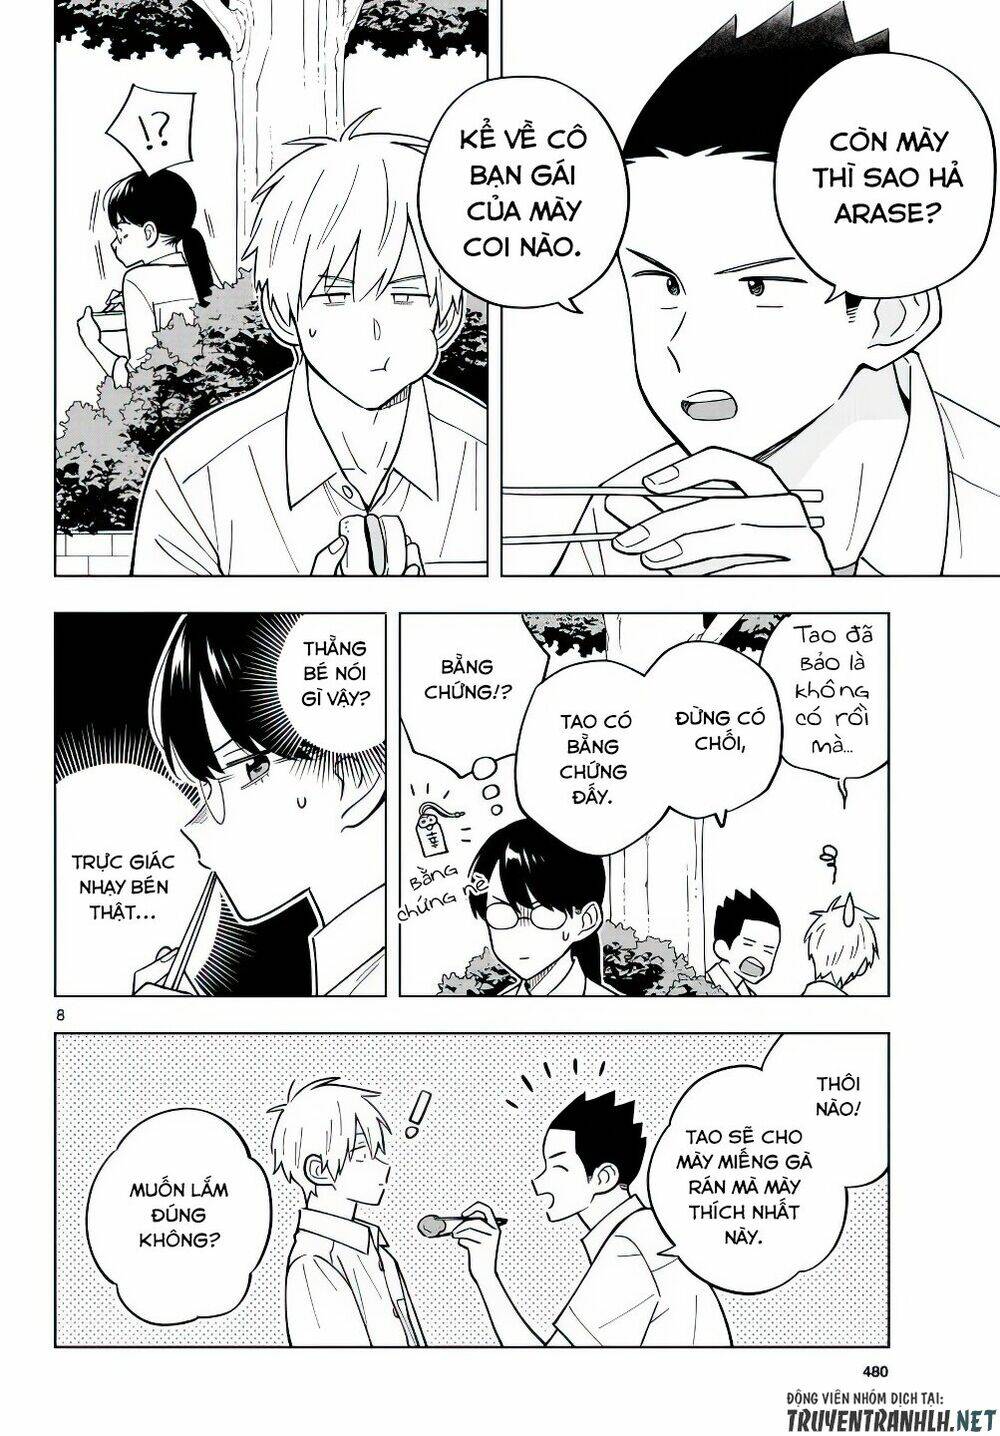 CÒN MÀY
THÌ SAO HẢ
ARASE?
KỂ VỀ CÔ
BẠN GÁI
CỦA MÀY
COI NÀO.
!?
Tao đã
bảo là
không
có rồi
mà...
ĐỪNG CÓ
CHỐI,
TAO CÓ
BẰNG
CHỨNG
ĐẤY.
BẰNG
CHỨNG!?
Bằng
chứng nè
THẰNG
BÉ NÓI
GÌ VẬY?
TRỰC GIÁC
NHẠY BÉN
THẬT...
8
THÔI
NÀO!
TAO SẼ CHO
MÀY MIẾNG GÀ
RÁN MÀ MÀY
THÍCH NHẤT
NÀY.
!
MUỐN LẮM
ĐÚNG
KHÔNG?
480
ĐỘNG VIÊN NHÓM DỊCH TẠI:
TRUYENTRANHLH.NET